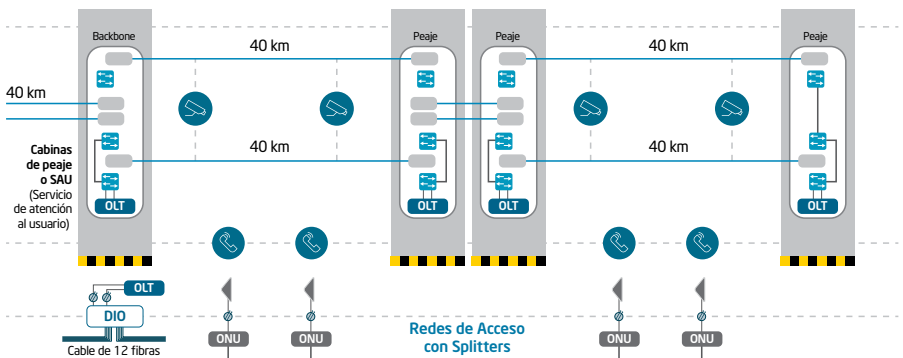 Backbone
Peaje
Peaje
Peaje
40 km
40 km
40 km
40 km
40 km
Cabinas
de peaje
o SAU
(Servicio
de atención
al usuario)
OLT
OLT
OLT
OLT
OLT
DIO
Cable de 12 fibras
ONU
ONU
Redes de Acceso
con Splitters
ONU
ONU